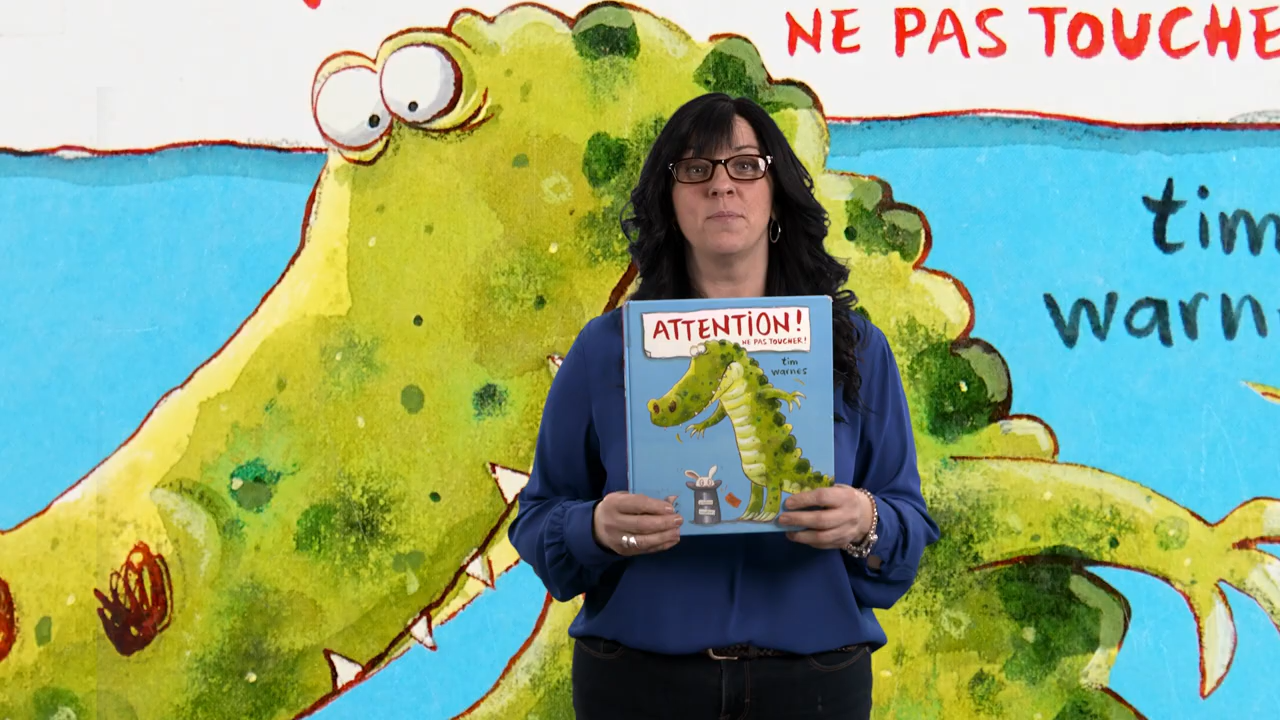 NE PAS TOUCHE
tim
warn
ATTENTION!
NE PAS TOUCHER!
tim
warnes